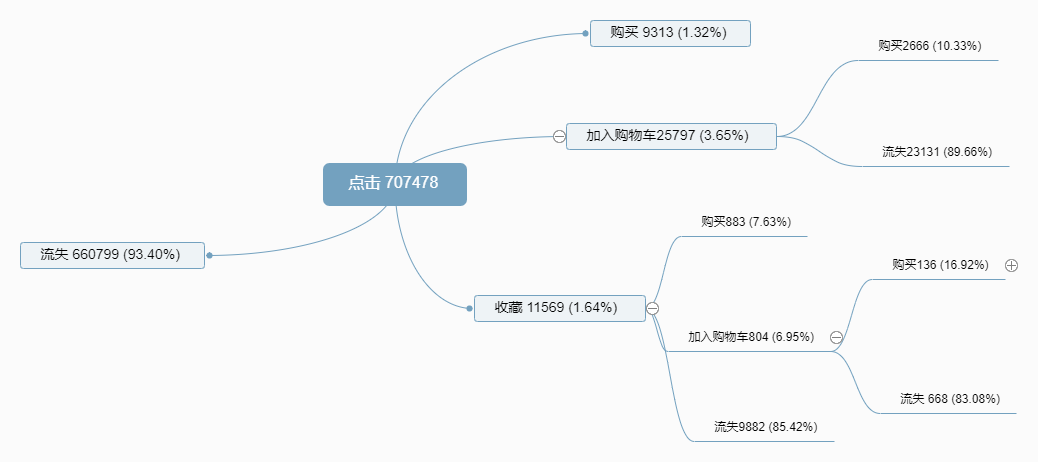 购买 9313 (1.32%)
购买2666 (10.33%)
加入购物车25797 (3.65%)
流失23131 (89.66%)
点击 707478
流失 660799 (93.40%)
购买883 (7.63%)
购买136 (16.92%)
收藏 11569 (1.64%)
加入购物车804 (6.95%)
流失 668 (83.08%)
流失9882 (85.42%)